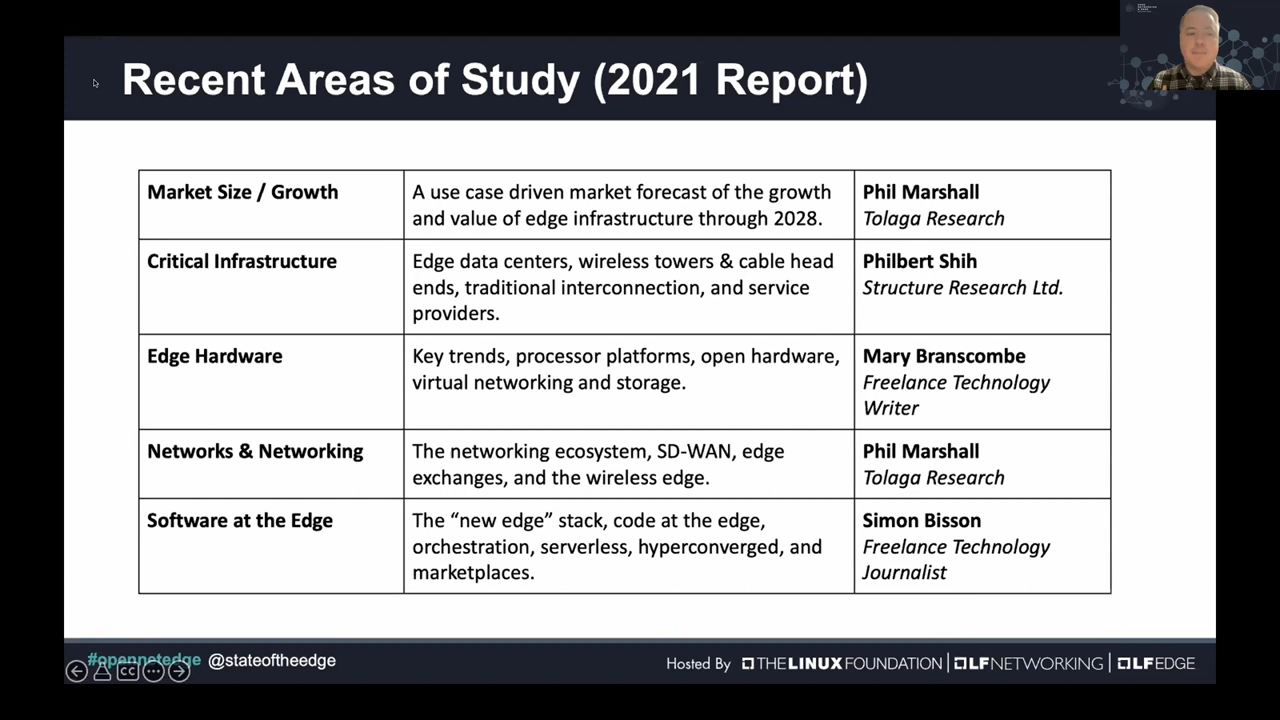 Recent Areas of Study (2021 Report)
Market Size / Growth
A use case driven market forecast of the growth
and value of edge infrastructure through 2028.
Phil Marshall
Tolaga Research
Critical Infrastructure
Edge data centers, wireless towers & cable head
ends, traditional interconnection, and service
providers.
Philbert Shih
Structure Research Ltd.
Edge Hardware
Key trends, processor platforms, open hardware,
virtual networking and storage.
Mary Branscombe
Freelance Technology
Writer
Networks & Networking
The networking ecosystem, SD-WAN, edge
exchanges, and the wireless edge.
Phil Marshall
Tolaga Research
Software at the Edge
The “new edge” stack, code at the edge,
orchestration, serverless, hyperconverged, and
marketplaces.
Simon Bisson
Freelance Technology
Journalist
#opennetedge @stateoftheedge
CC
Hosted By THE LINUX FOUNDATION | LF NETWORKING | LF EDGE